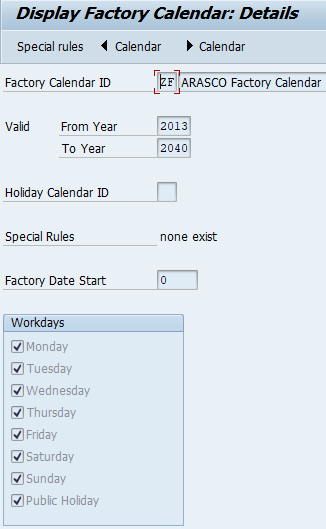 Display Factory Calendar: Details
Special rules Calendar Calendar
Factory Calendar ID ZF ARASCO Factory Calendar
Valid From Year 2013
To Year 2040
Holiday Calendar ID
Special Rules none exist
Factory Date Start 0
Workdays
Monday
Tuesday
Wednesday
Thursday
Friday
Saturday
Sunday
Public Holiday